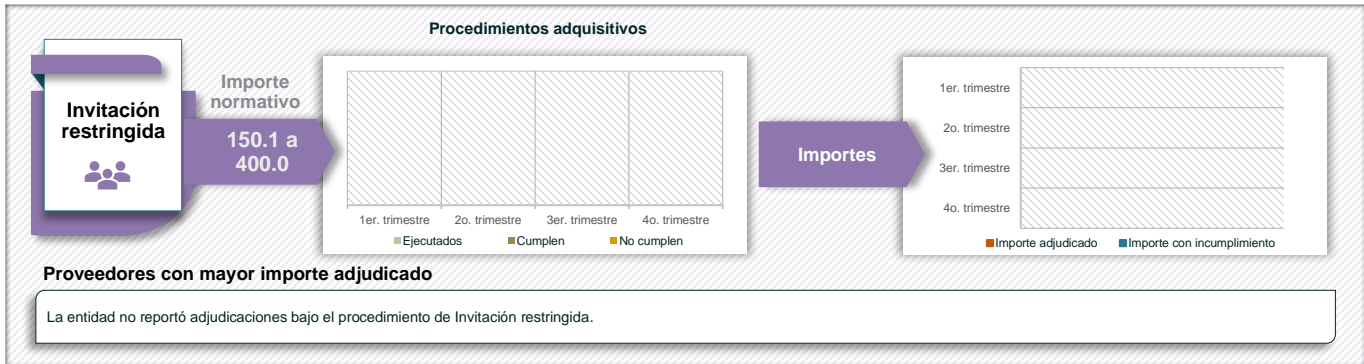 Procedimientos adquisitivos
Invitación
restringida
Importe
normativo
150.1 a
400.0
1er. trimestre
2o. trimestre
3er. trimestre
4o. trimestre
Ejecutados
Cumplen
No cumplen
Importes
1er. trimestre
2o. trimestre
3er. trimestre
4o. trimestre
Importe adjudicado
Importe con incumplimiento
Proveedores con mayor importe adjudicado
La entidad no reportó adjudicaciones bajo el procedimiento de Invitación restringida.